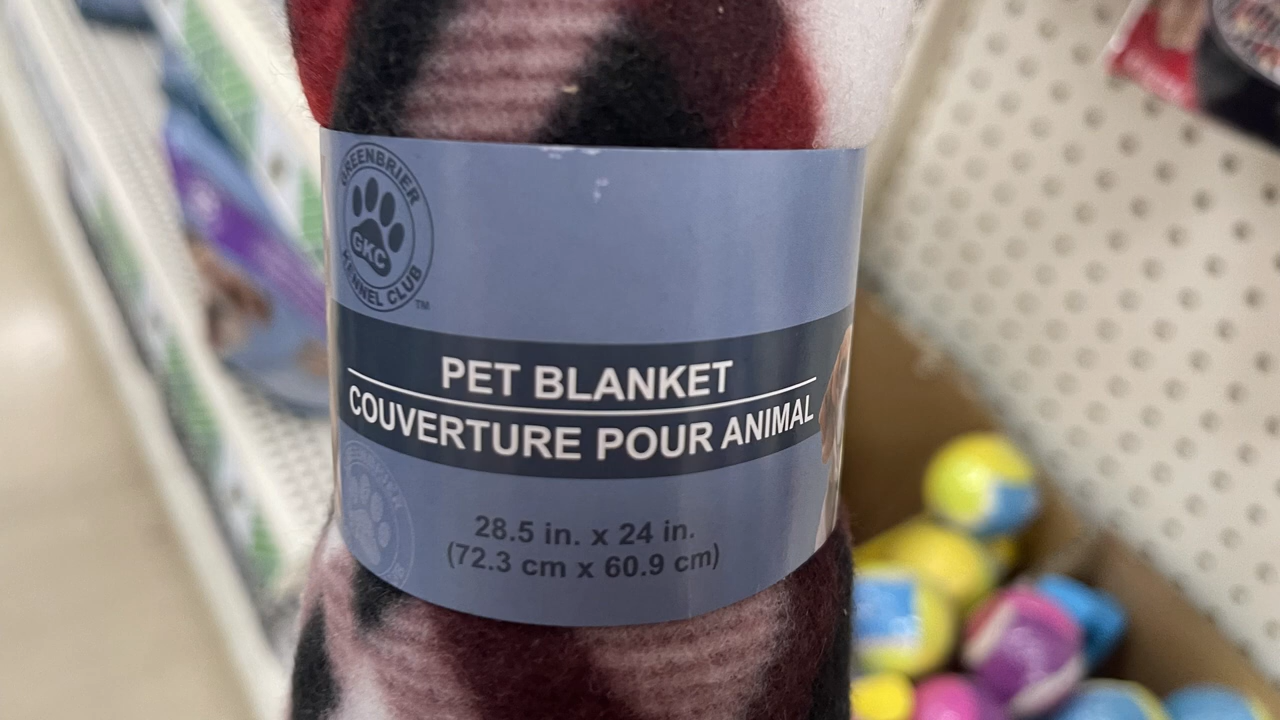 GREENBRIER
GKC
KENNEL CLUB
TM
PET BLANKET
COUVERTURE POUR ANIMAL
28.5 in. x 24 in.
(72.3 cm x 60.9 cm)